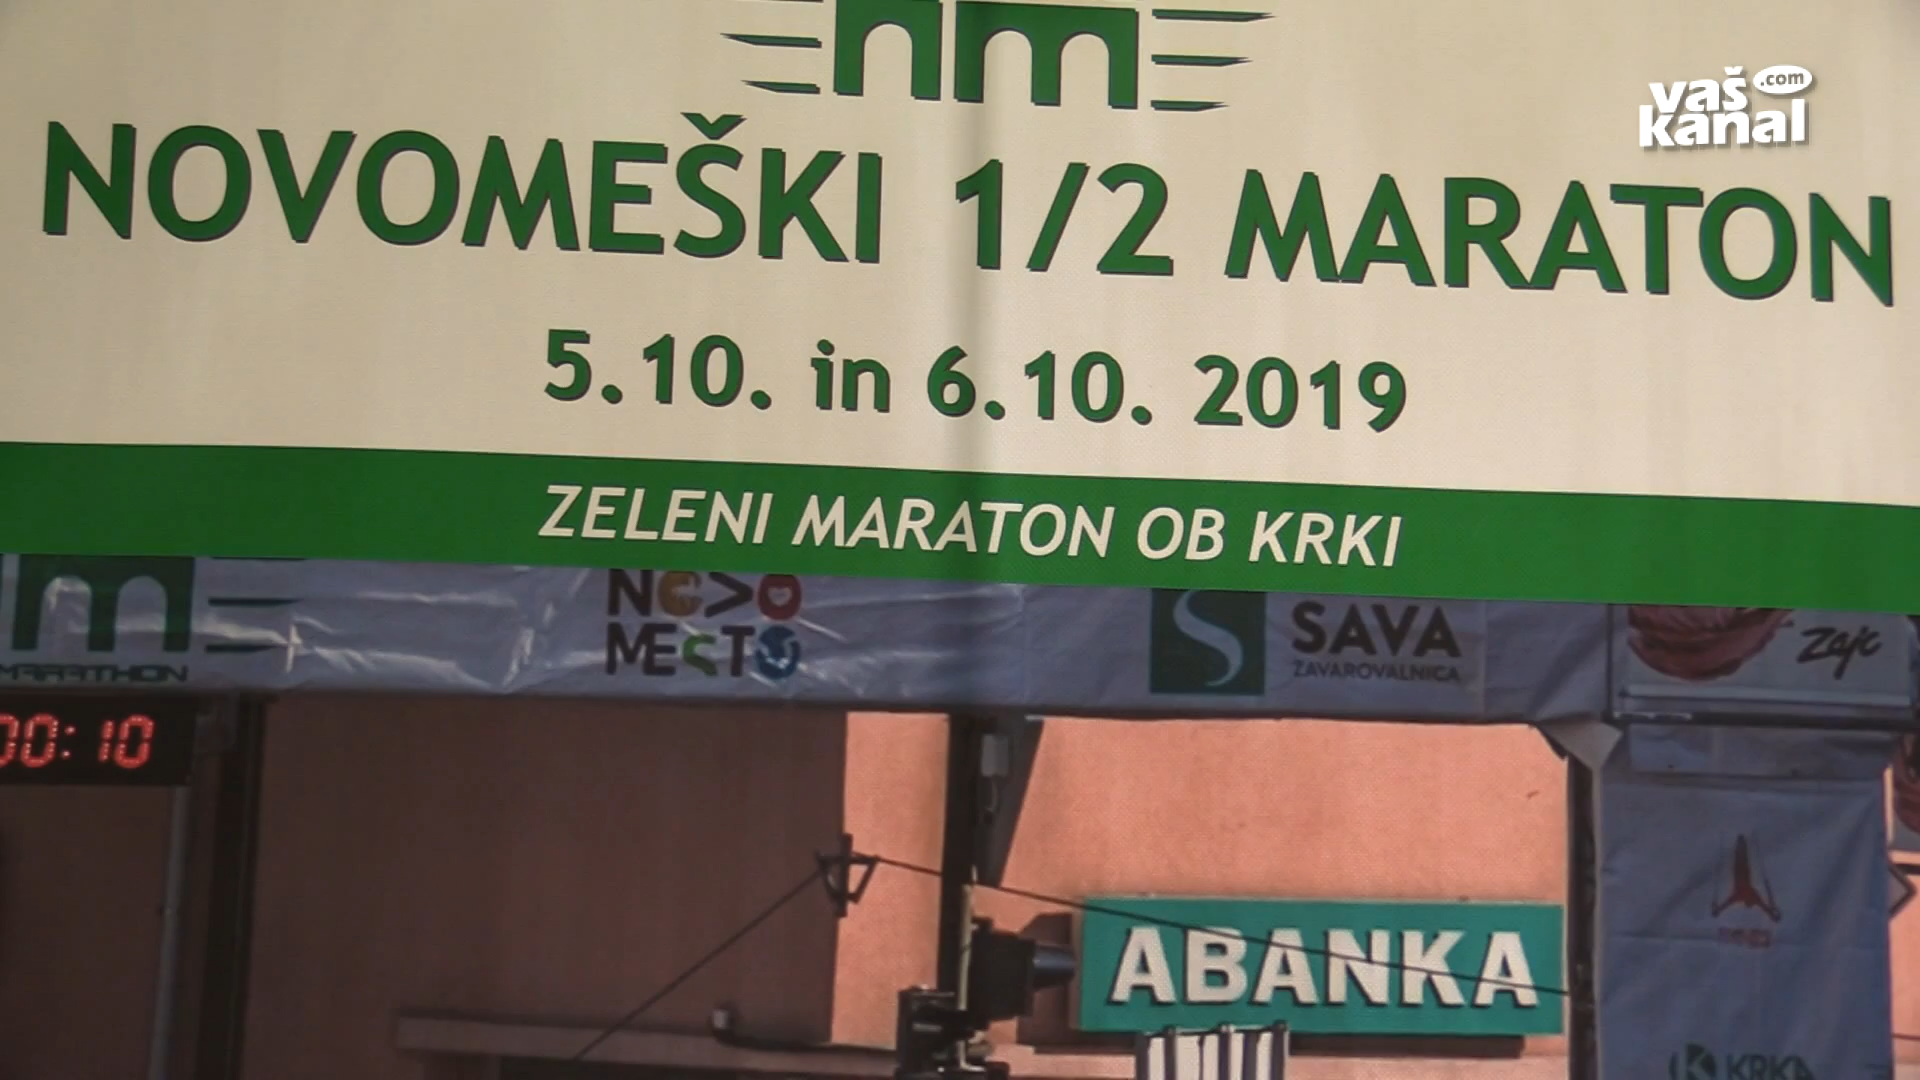 nm
vaš
.com
kanal
NOVOMEŠKI 1/2 MARATON
5.10. in 6.10. 2019
ZELENI MARATON OB KRKI
NOVO
MESTO
SAVA
ZAVAROVALNICA
Zajc
MARATHON
00:10
ABANKA
KRKA